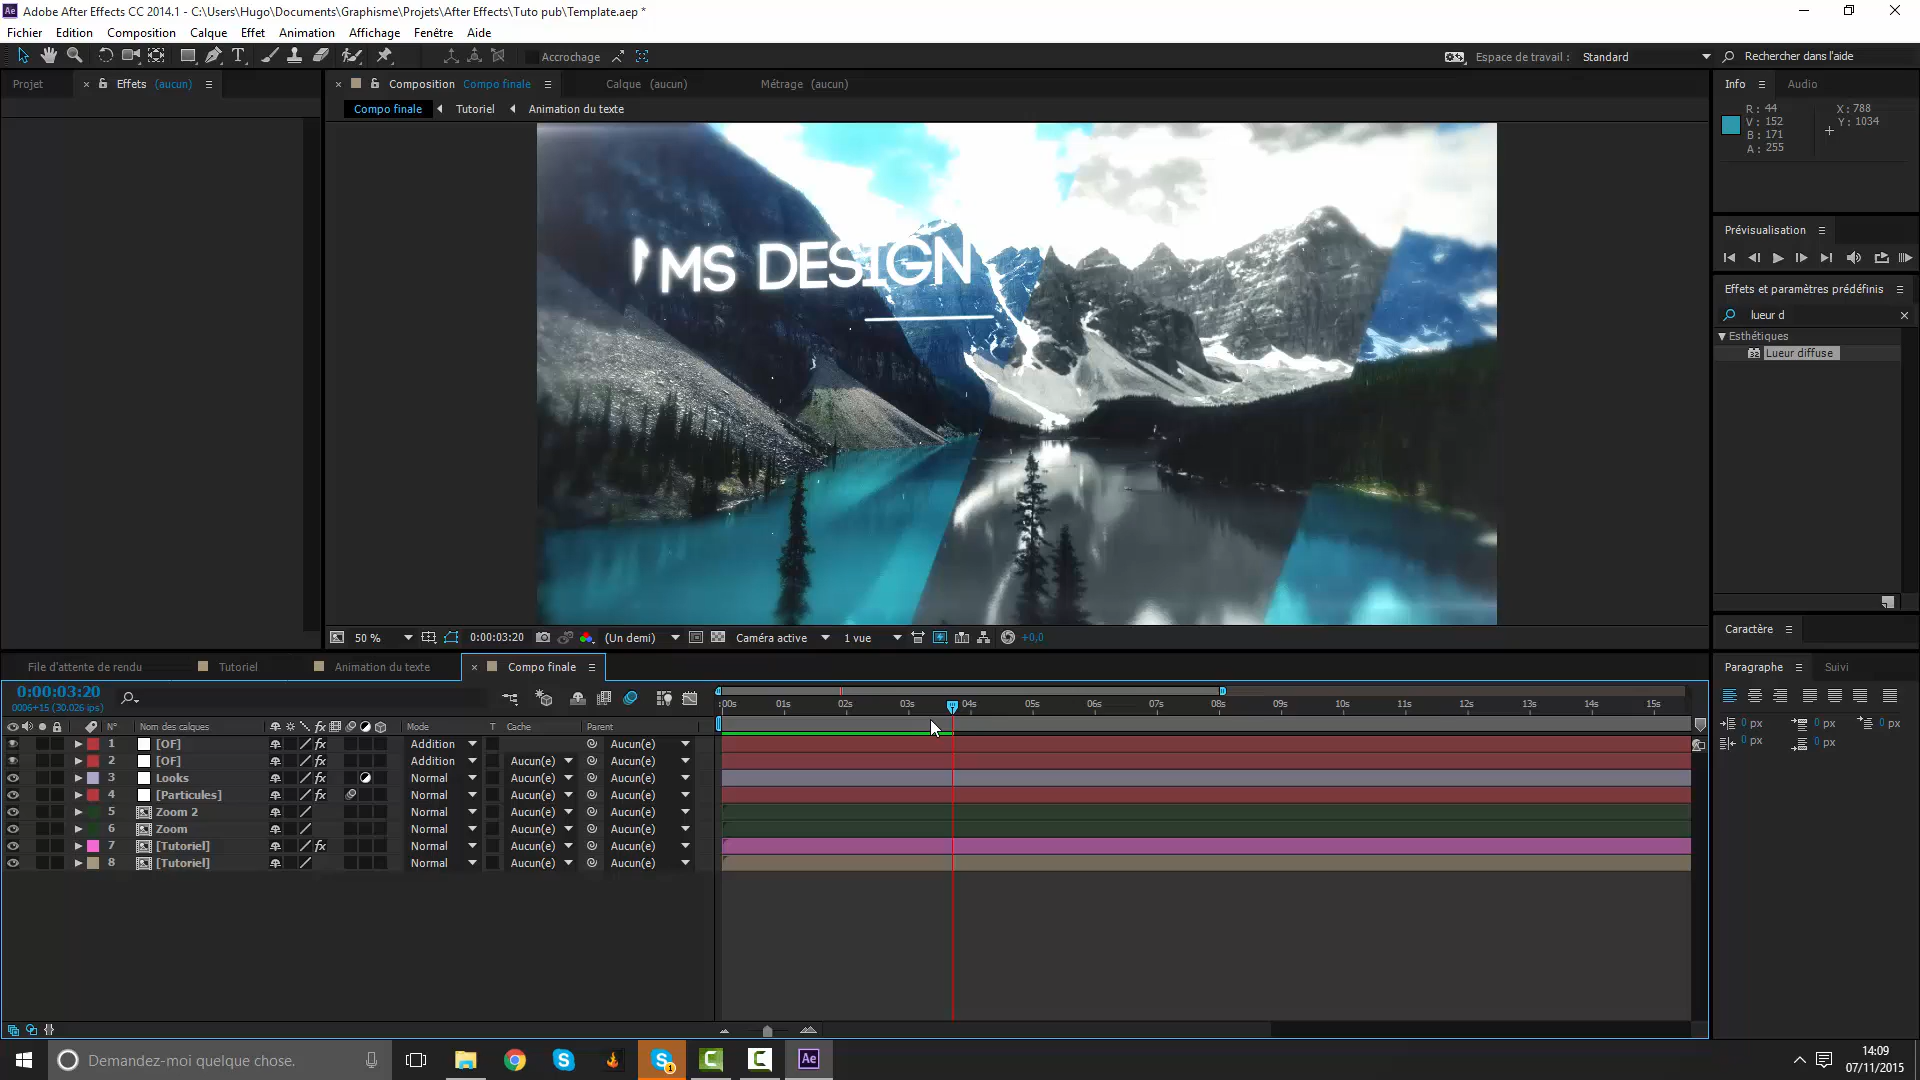 Adobe After Effects CC 2014.1 - C:\Users\Hugo\Documents\Graphisme\Projets\After Effects\Tuto pub\Template.aep *
Fichier Edition Composition Calque Effet Animation Affichage Fenêtre Aide
Accrochage Espace de travail : Standard Rechercher dans l'aide
Projet Effets (aucun) Composition Compo finale Calque (aucun) Métrage (aucun) Info Audio
Compo finale Tutoriel Animation du texte
R : 44 X : 788
V : 152 Y : 1034
B : 171
A : 255
MS DESIGN
Prévisualisation
Effets et paramètres prédéfinis
lueur d
Esthétiques
Lueur diffuse
50 % 0:00:03:20 (Un demi) Caméra active 1 vue +0,0
Caractère
Paragraphe Suivi
0 px 0 px 0 px
0 px 0 px
File d'attente de rendu Tutoriel Animation du texte Compo finale
0:00:03:20
0006+15 (30.026 ips)
:00s 01s 02s 03s 04s 05s 06s 07s 08s 09s 10s 11s 12s 13s 14s 15s
N° Nom des calques fx Mode T Cache Parent
1 [OF] fx Addition Aucun(e)
2 [OF] fx Addition Aucun(e) Aucun(e)
3 Looks fx Normal Aucun(e) Aucun(e)
4 [Particules] fx Normal Aucun(e) Aucun(e)
5 Zoom 2 Normal Aucun(e) Aucun(e)
6 Zoom Normal Aucun(e) Aucun(e)
7 [Tutoriel] fx Normal Aucun(e) Aucun(e)
8 [Tutoriel] Normal Aucun(e) Aucun(e)
Demandez-moi quelque chose.
14:09
07/11/2015